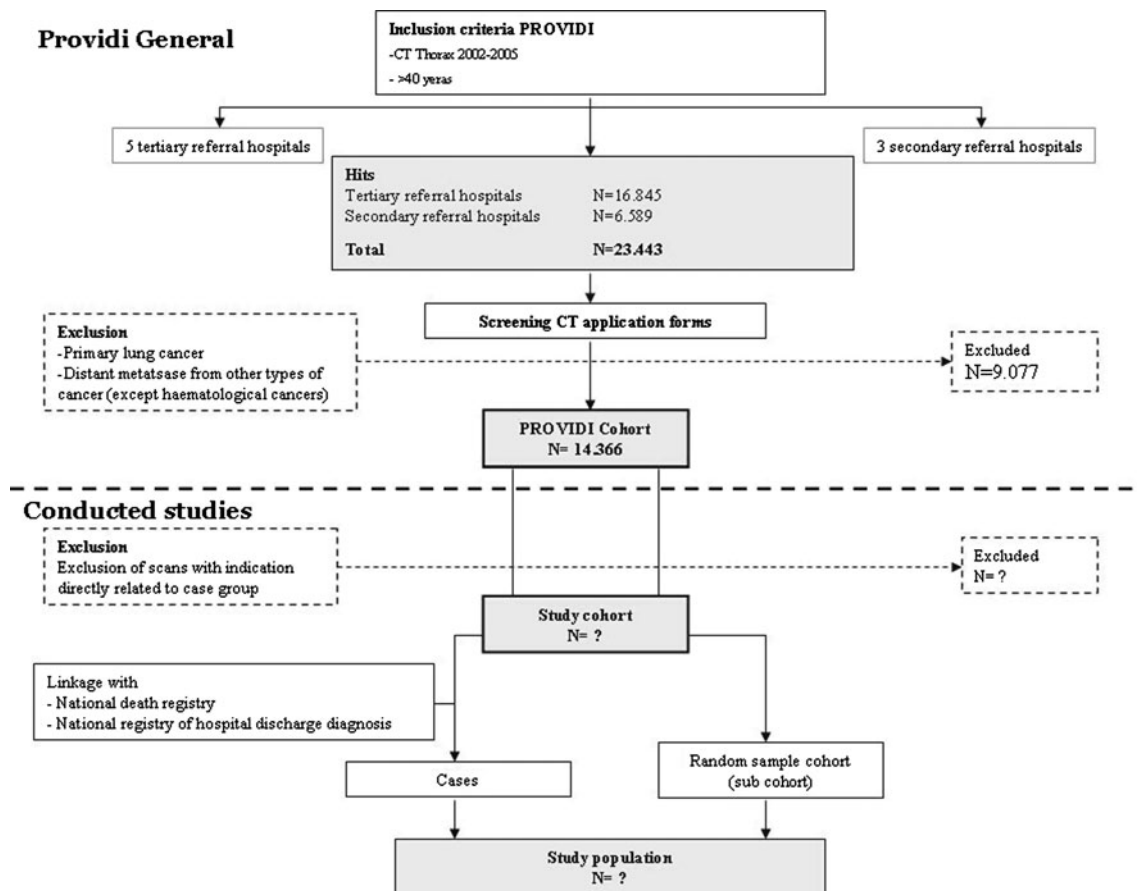 Providi General
Inclusion criteria PROVIDI
-CT Thorax 2002-2005
- >40 yeras
5 tertiary referral hospitals
3 secondary referral hospitals
Hits
Tertiary referral hospitals N=16.845
Secondary referral hospitals N=6.589
Total N=23.443
Screening CT application forms
Exclusion
-Primary lung cancer
-Distant metatsase from other types of
cancer (except haematological cancers)
Excluded
N=9.077
PROVIDI Cohort
N= 14.366
Conducted studies
Exclusion
Exclusion of scans with indication
directly related to case group
Excluded
N= ?
Study cohort
N= ?
Linkage with
- National death registry
- National registry of hospital discharge diagnosis
Cases
Random sample cohort
(sub cohort)
Study population
N= ?